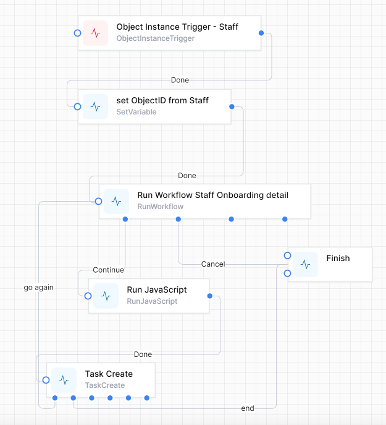 Object Instance Trigger - Staff
ObjectInstanceTrigger
Done
set ObjectID from Staff
SetVariable
Done
Run Workflow Staff Onboarding detail
RunWorkflow
Cancel
Finish
Continue
go again
Run JavaScript
RunJavaScript
Done
Task Create
TaskCreate
end